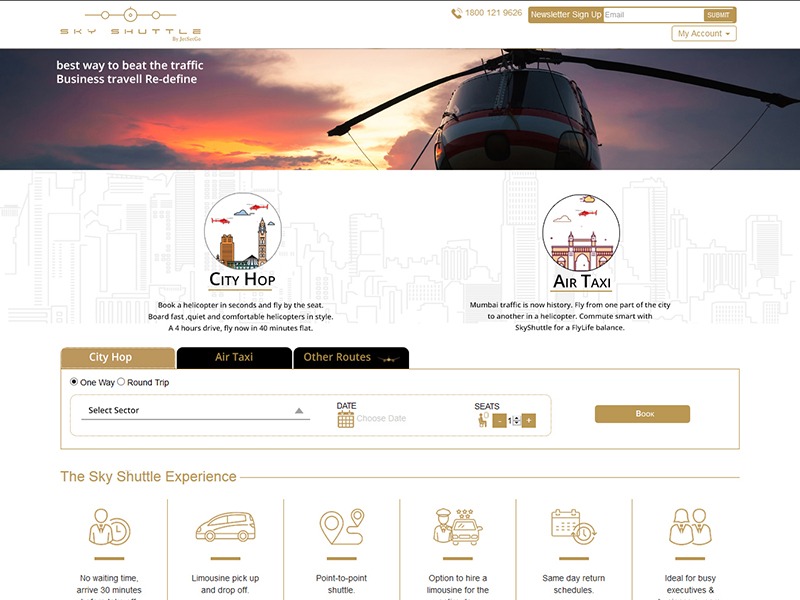 SKY SHUTTLE
By JetSetGo
1800 121 9626
Newsletter Sign Up
Email
SUBMIT
My Account
best way to beat the traffic
Business travell Re-define
CITY HOP
Book a helicopter in seconds and fly by the seat.
Board fast ,quiet and comfortable helicopters in style.
A 4 hours drive, fly now in 40 minutes flat.
AIR TAXI
Mumbai traffic is now history. Fly from one part of the city
to another in a helicopter. Commute smart with
SkyShuttle for a FlyLife balance.
City Hop
Air Taxi
Other Routes
One Way
Round Trip
Select Sector
DATE
Choose Date
SEATS
- 1 +
BOOK
The Sky Shuttle Experience
No waiting time,
arrive 30 minutes
Limousine pick up
and drop off.
Point-to-point
shuttle.
Option to hire a
limousine for the
Same day return
schedules.
Ideal for busy
executives &